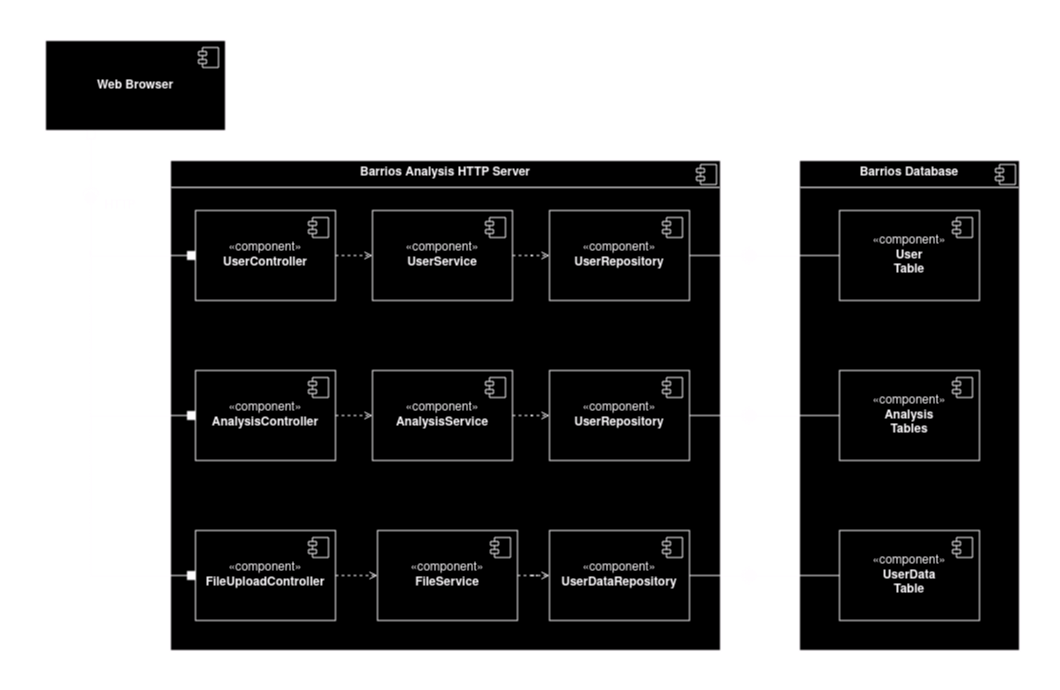 Web Browser
Barrios Analysis HTTP Server
Barrios Database
«component»
UserController
«component»
UserService
«component»
UserRepository
«component»
User
Table
«component»
AnalysisController
«component»
AnalysisService
«component»
UserRepository
«component»
Analysis
Tables
«component»
FileUploadController
«component»
FileService
«component»
UserDataRepository
«component»
UserData
Table